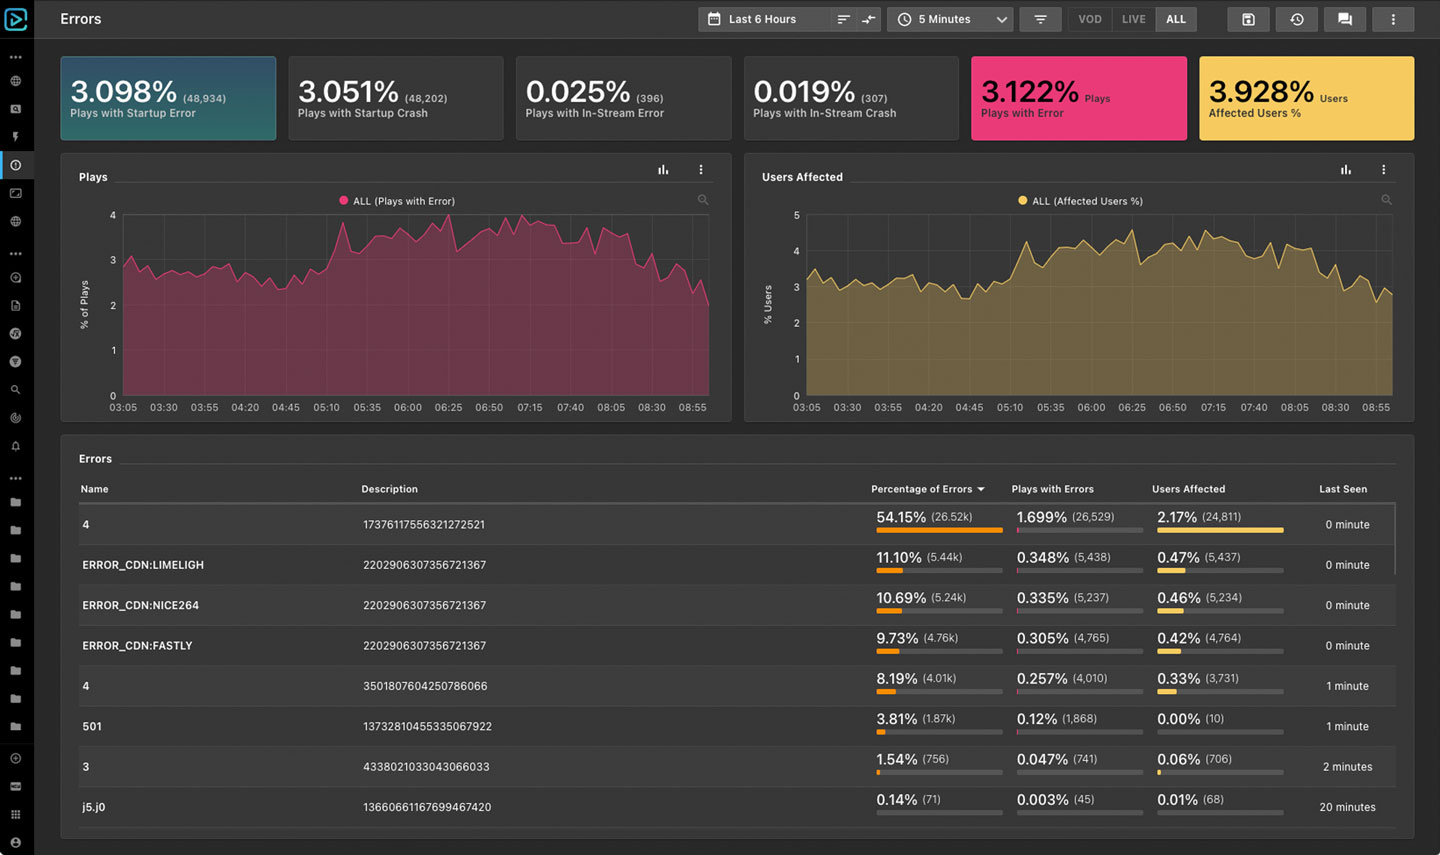 Errors
Last 6 Hours
5 Minutes
VOD LIVE ALL
3.098% (48,934)
Plays with Startup Error
3.051% (48,202)
Plays with Startup Crash
0.025% (396)
Plays with In-Stream Error
0.019% (307)
Plays with In-Stream Crash
3.122% Plays
Plays with Error
3.928% Users
Affected Users %
Plays
ALL (Plays with Error)
4
3
2
1
0
% of Plays
03:05 03:30 03:55 04:20 04:45 05:10 05:35 06:00 06:25 06:50 07:15 07:40 08:05 08:30 08:55
Users Affected
ALL (Affected Users %)
5
4
3
2
1
0
% Users
03:05 03:30 03:55 04:20 04:45 05:10 05:35 06:00 06:25 06:50 07:15 07:40 08:05 08:30 08:55
Errors
Name Description Percentage of Errors Plays with Errors Users Affected Last Seen
4 17376117556321272521 54.15% (26.52k) 1.699% (26,529) 2.17% (24,811) 0 minute
ERROR_CDN:LIMELIGH 2202906307356721367 11.10% (5.44k) 0.348% (5,438) 0.47% (5,437) 0 minute
ERROR_CDN:NICE264 2202906307356721367 10.69% (5.24k) 0.335% (5,237) 0.46% (5,234) 0 minute
ERROR_CDN:FASTLY 2202906307356721367 9.73% (4.76k) 0.305% (4,765) 0.42% (4,764) 0 minute
4 3501807604250786066 8.19% (4.01k) 0.257% (4,010) 0.33% (3,731) 1 minute
501 13732810455335067922 3.81% (1.87k) 0.12% (1,868) 0.00% (10) 1 minute
3 4338021033043066033 1.54% (756) 0.047% (741) 0.06% (706) 2 minutes
j5.j0 13660661167699467420 0.14% (71) 0.003% (45) 0.01% (68) 20 minutes